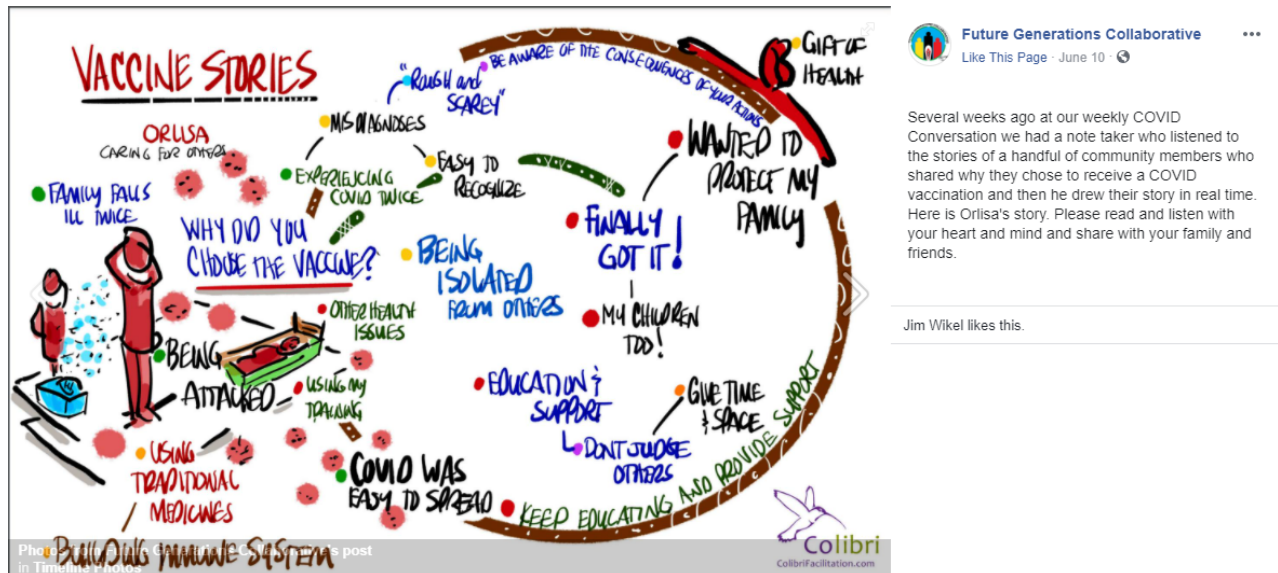 VACCINE STORIES
ORLISA
CARING FOR OTHERS
FAMILY FALLS
ILL TWICE
WHY DID YOU
CHOOSE THE VACCINE?
EXPERIENCING
COVID TWICE
MISDIAGNOSES
"ROUGH and
SCAREY"
EASY TO
RECOGNIZE
BE AWARE OF THE CONSEQUENCES OF YOUR ACTIONS
GIFT OF
HEALTH
WANTED TO
PROTECT MY
FAMILY
FINALLY
GOT IT!
MY CHILDREN
TOO!
BEING
ISOLATED
FROM OTHERS
OTHER HEALTH
ISSUES
BEING
ATTACKED
USING MY
TRAINING
EDUCATION &
SUPPORT
GIVE TIME
& SPACE
DONT JUDGE
OTHERS
USING
TRADITIONAL
MEDICINES
COVID WAS
EASY TO SPREAD
KEEP EDUCATING AND PROVIDE SUPPORT
BUILDING IMMUNE SYSTEM
Photos from Future Generations Collaborative's post
in Timeline Photos
Colibri
ColibriFacilitation.com
Future Generations Collaborative
Like This Page · June 10 ·
Several weeks ago at our weekly COVID
Conversation we had a note taker who listened to
the stories of a handful of community members who
shared why they chose to receive a COVID
vaccination and then he drew their story in real time.
Here is Orlisa's story. Please read and listen with
your heart and mind and share with your family and
friends.
Jim Wikel likes this.